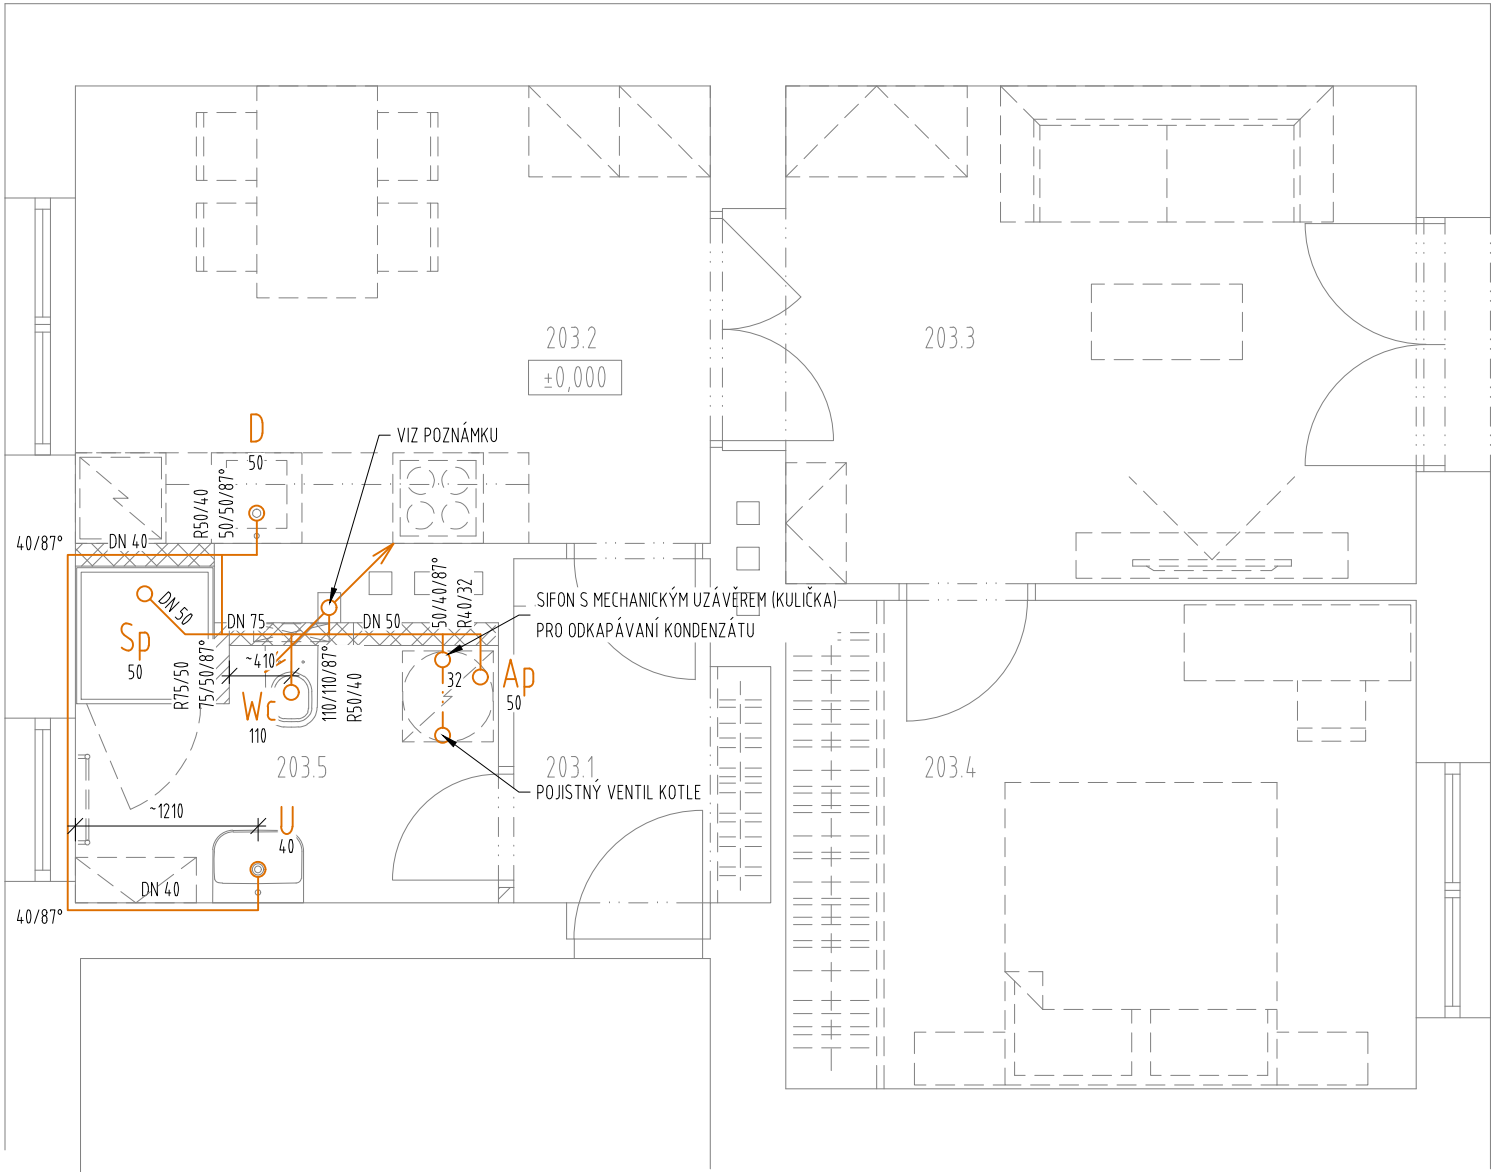 203.2
±0,000
203.3
D
50
VIZ POZNÁMKU
R50/40
50/50/87°
40/87°
DN 40
DN 50
DN 75
DN 50
50/40/87°
R40/32
SIFON S MECHANICKÝM UZÁVĚREM (KULIČKA)
PRO ODKAPÁVANÍ KONDENZÁTU
Sp
50
R75/50
75/50/87°
~410
Wc
110
110/110/87°
R50/40
32
Ap
50
203.5
203.1
POJISTNÝ VENTIL KOTLE
203.4
~1210
U
40
DN 40
40/87°